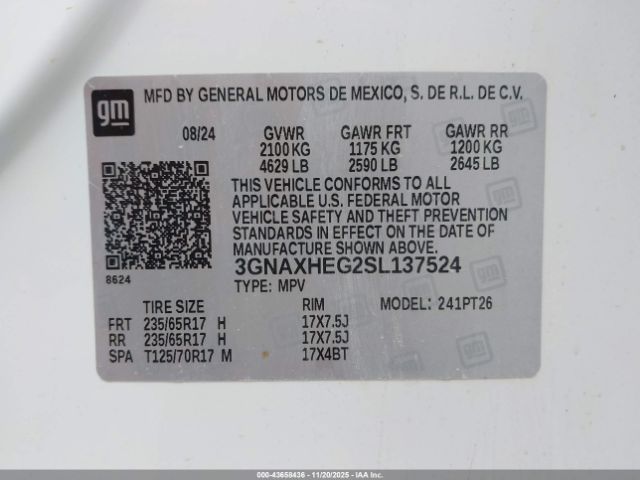 gm
MFD BY GENERAL MOTORS DE MEXICO, S. DE R.L. DE C.V.
08/24 GVWR GAWR FRT GAWR RR
2100 KG 1175 KG 1200 KG
4629 LB 2590 LB 2645 LB
THIS VEHICLE CONFORMS TO ALL
APPLICABLE U.S. FEDERAL MOTOR
VEHICLE SAFETY AND THEFT PREVENTION
STANDARDS IN EFFECT ON THE DATE OF
MANUFACTURE SHOWN ABOVE.
8624
3GNAXHEG2SL137524
TYPE: MPV
TIRE SIZE RIM MODEL: 241PT26
FRT 235/65R17 H 17X7.5J
RR 235/65R17 H 17X7.5J
SPA T125/70R17 M 17X4BT
000-43658436 - 11/20/2025 - IAA Inc.